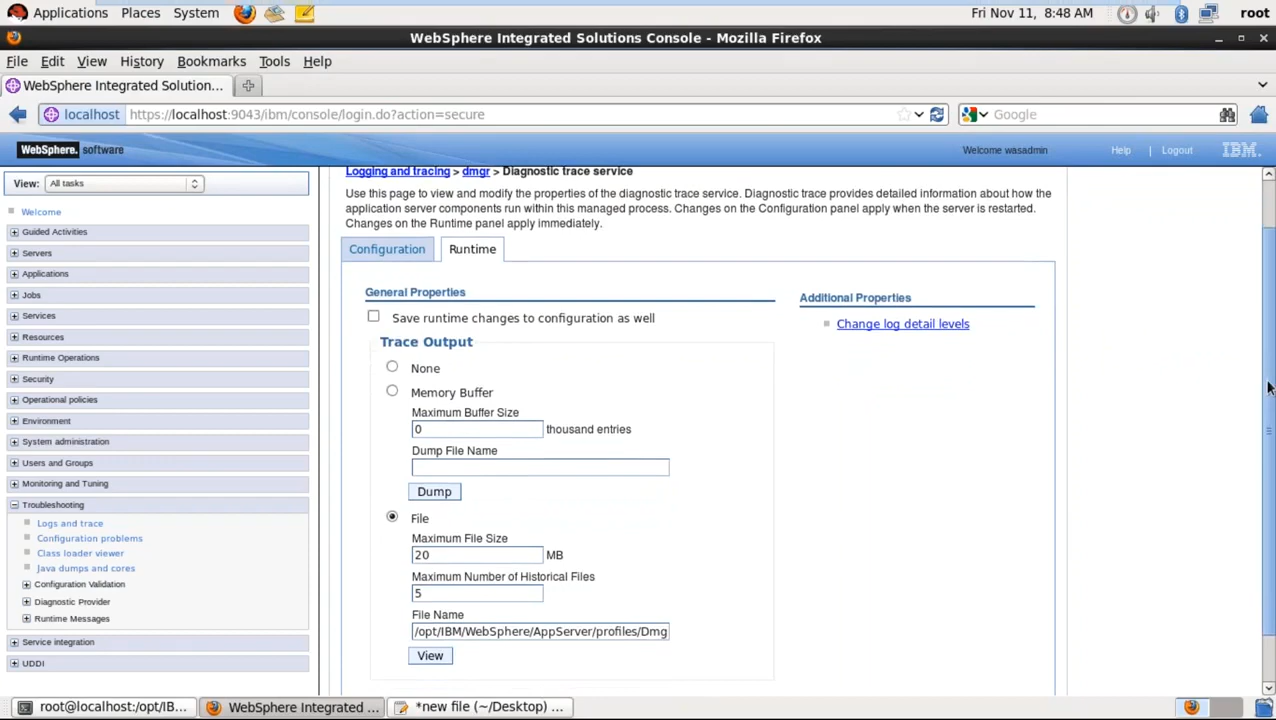 Applications Places System Fri Nov 11, 8:48 AM root
WebSphere Integrated Solutions Console - Mozilla Firefox
File Edit View History Bookmarks Tools Help
WebSphere Integrated Solution...
localhost https://localhost:9043/ibm/console/login.do?action=secure Google
WebSphere. software Welcome wasadmin Help | Logout IBM.
View: All tasks
Welcome
Guided Activities
Servers
Applications
Jobs
Services
Resources
Runtime Operations
Security
Operational policies
Environment
System administration
Users and Groups
Monitoring and Tuning
Troubleshooting
Logs and trace
Configuration problems
Class loader viewer
Java dumps and cores
Configuration Validation
Diagnostic Provider
Runtime Messages
Service integration
UDDI
Logging and tracing > dmgr > Diagnostic trace service
Use this page to view and modify the properties of the diagnostic trace service. Diagnostic trace provides detailed information about how the
application server components run within this managed process. Changes on the Configuration panel apply when the server is restarted.
Changes on the Runtime panel apply immediately.
Configuration Runtime
General Properties
Save runtime changes to configuration as well
Trace Output
None
Memory Buffer
Maximum Buffer Size
0 thousand entries
Dump File Name
Dump
File
Maximum File Size
20 MB
Maximum Number of Historical Files
5
File Name
/opt/IBM/WebSphere/AppServer/profiles/Dmg
View
Additional Properties
Change log detail levels
root@localhost:/opt/IB... WebSphere Integrated ... *new file (~/Desktop) ...